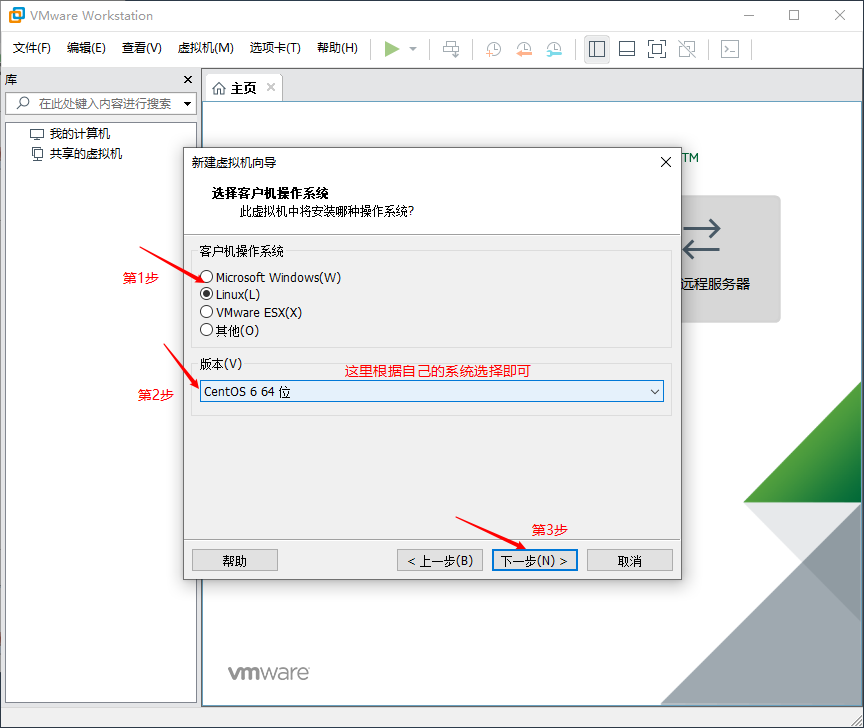 VMware Workstation
文件(F) 编辑(E) 查看(V) 虚拟机(M) 选项卡(T) 帮助(H)
库
在此处键入内容进行搜索
我的计算机
共享的虚拟机
主页
TM
远程服务器
新建虚拟机向导
选择客户机操作系统
此虚拟机中将安装哪种操作系统?
客户机操作系统
第1步
Microsoft Windows(W)
Linux(L)
VMware ESX(X)
其他(O)
版本(V)
这里根据自己的系统选择即可
第2步
CentOS 6 64 位
第3步
帮助
< 上一步(B)
下一步(N) >
取消
vmware